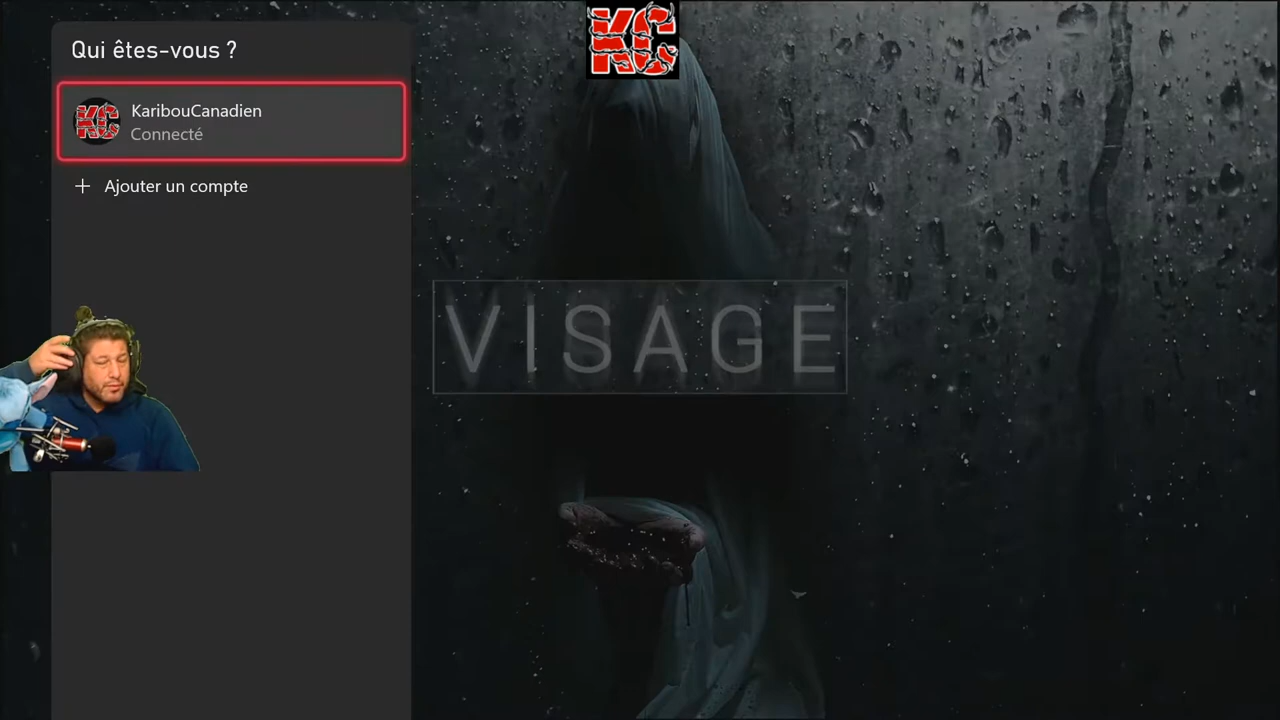 KC
Qui êtes-vous ?
KC
KaribouCanadien
Connecté
+ Ajouter un compte
VISAGE